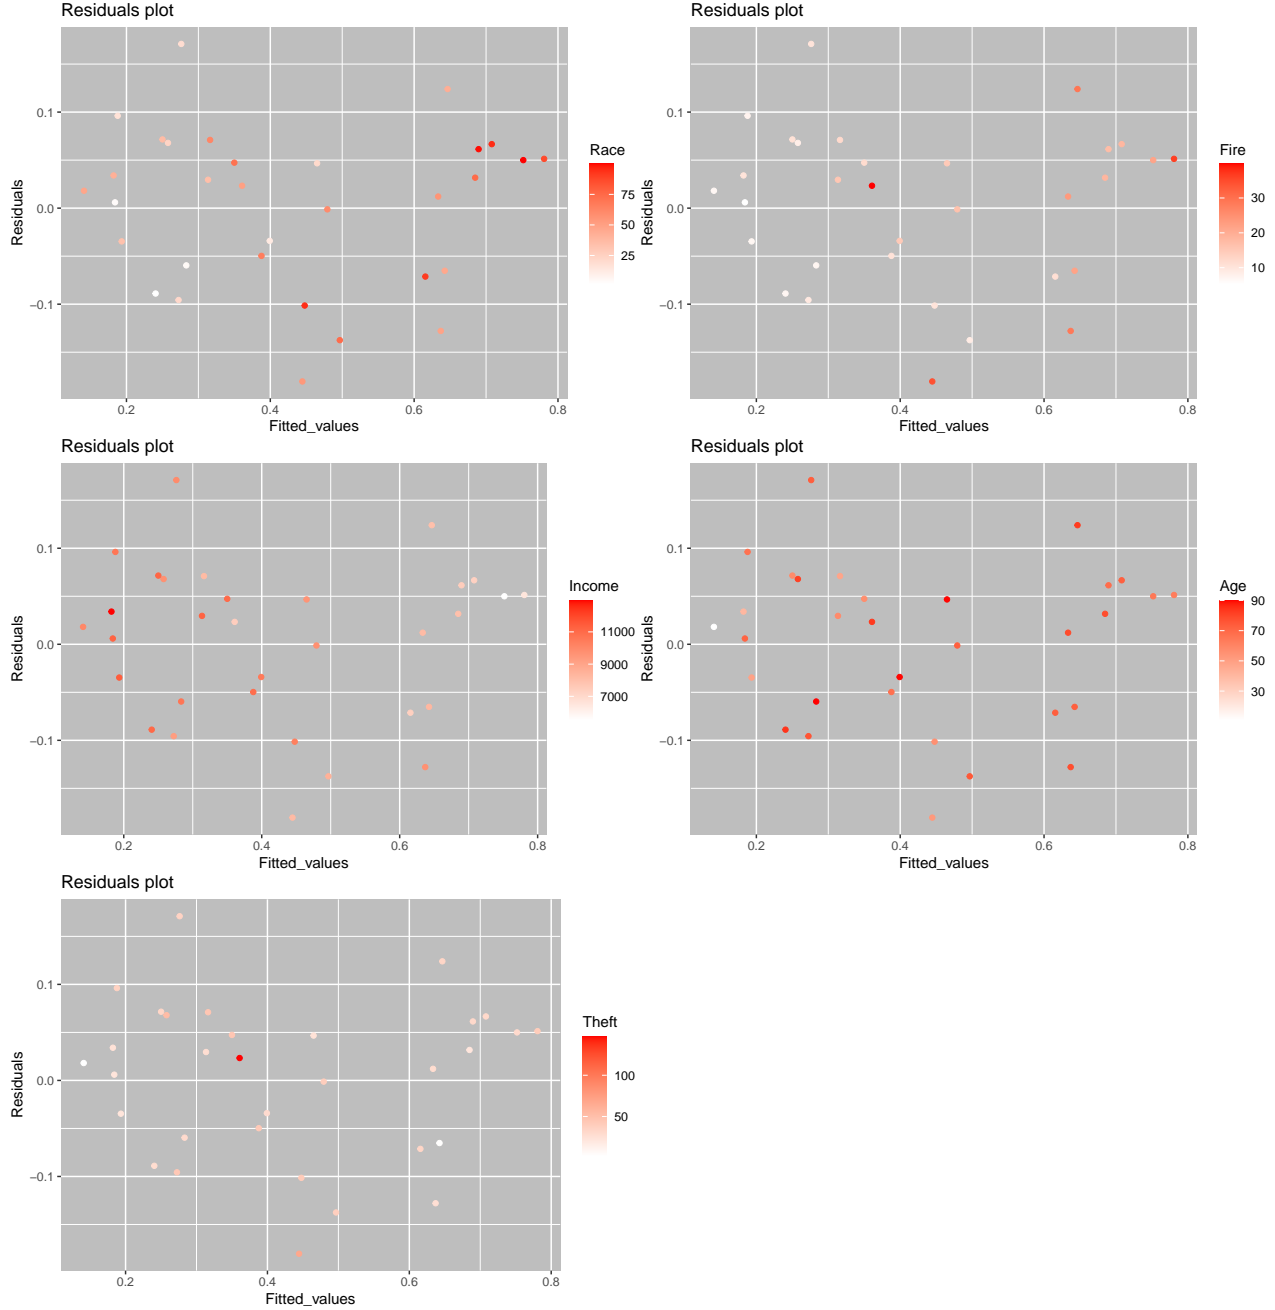 Residuals plot
Residuals
0.1
0.0
−0.1
0.2 0.4 0.6 0.8
Fitted_values
Race
75
50
25
Residuals plot
Residuals
0.1
0.0
−0.1
0.2 0.4 0.6 0.8
Fitted_values
Fire
30
20
10
Residuals plot
Residuals
0.1
0.0
−0.1
0.2 0.4 0.6 0.8
Fitted_values
Income
11000
9000
7000
Residuals plot
Residuals
0.1
0.0
−0.1
0.2 0.4 0.6 0.8
Fitted_values
Age
90
70
50
30
Residuals plot
Residuals
0.1
0.0
−0.1
0.2 0.4 0.6 0.8
Fitted_values
Theft
100
50